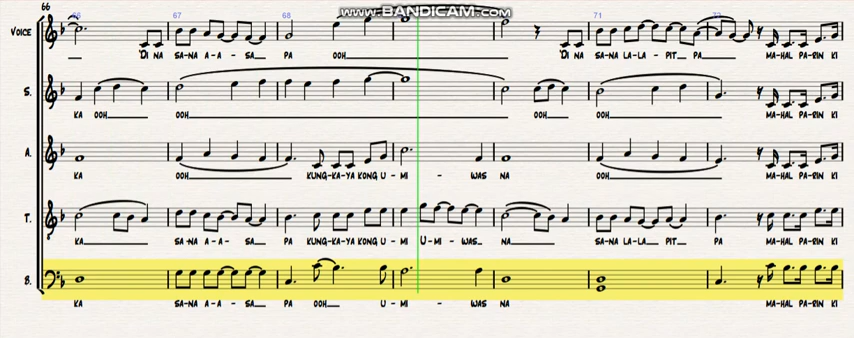 66
66 67 68 WWW.BANDICAM.COM 71 72
VOICE
DI NA SA-NA A-A- SA PA OOH DI NA SA-NA LA-LA- PIT PA MA-HAL PA-RIN KI
S.
KA OOH OOH OOH OOH MA-HAL PA-RIN KI
A.
KA OOH KUNG-KA-YA KONG U-MI - WAS NA OOH MA-HAL PA-RIN KI
T.
KA SA-NA A-A- SA PA KUNG-KA-YA KONG U-MI U-MI-WAS NA SA-NA LA-LA PIT PA MA-HAL PA-RIN KI
B.
KA SA-NA A-A- SA PA OOH U-MI - WAS NA MA-HAL PA-RIN KI